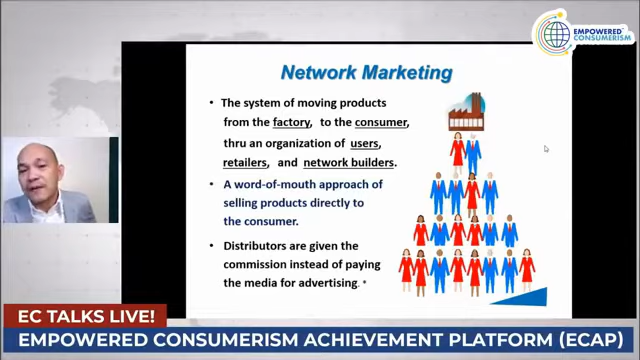 EMPOWERED
CONSUMERISM
Network Marketing
• The system of moving products
from the factory, to the consumer,
thru an organization of users,
retailers, and network builders.
• A word-of-mouth approach of
selling products directly to
the consumer.
• Distributors are given the
commission instead of paying
the media for advertising. *
EC TALKS LIVE!
EMPOWERED CONSUMERISM ACHIEVEMENT PLATFORM (ECAP)